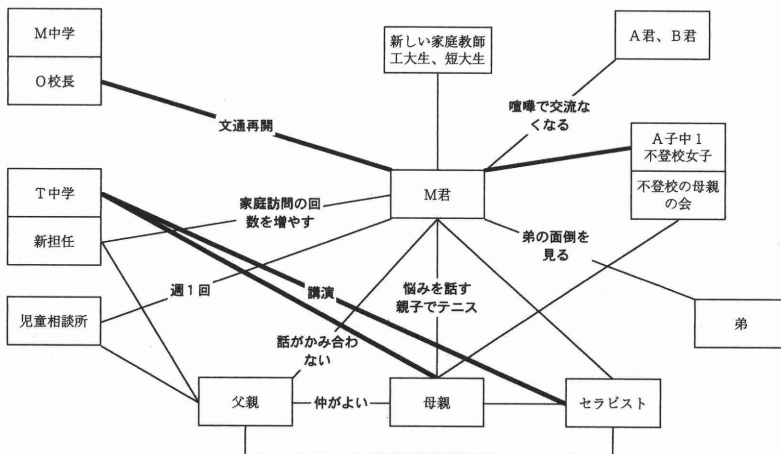 M中学
O校長
新しい家庭教師
工大生、短大生
A君、B君
喧嘩で交流な
くなる
文通再開
A子中1
不登校女子
不登校の母親
の会
M君
T中学
新担任
家庭訪問の回
数を増やす
弟の面倒を
見る
児童相談所
週1回
講演
悩みを話す
親子でテニス
弟
話がかみ合わ
ない
父親
仲がよい
母親
セラピスト